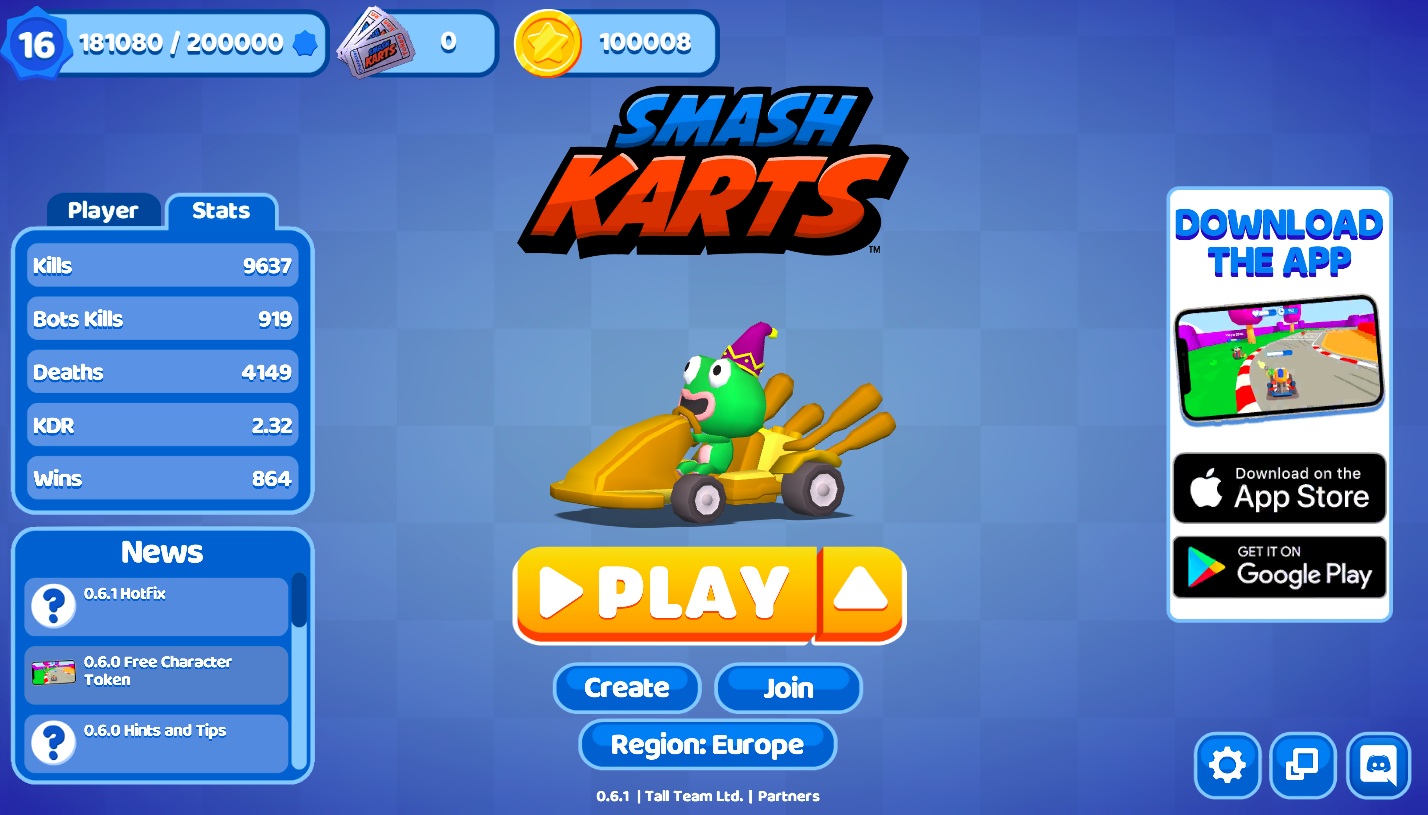 16
181080 / 200000
0
100008
SMASH
KARTS
™
Player
Stats
Kills 9637
Bots Kills 919
Deaths 4149
KDR 2.32
Wins 864
News
0.6.1 Hotfix
0.6.0 Free Character
Token
0.6.0 Hints and Tips
PLAY
Create
Join
Region: Europe
0.6.1 | Tall Team Ltd. | Partners
DOWNLOAD
THE APP
Download on the
App Store
GET IT ON
Google Play